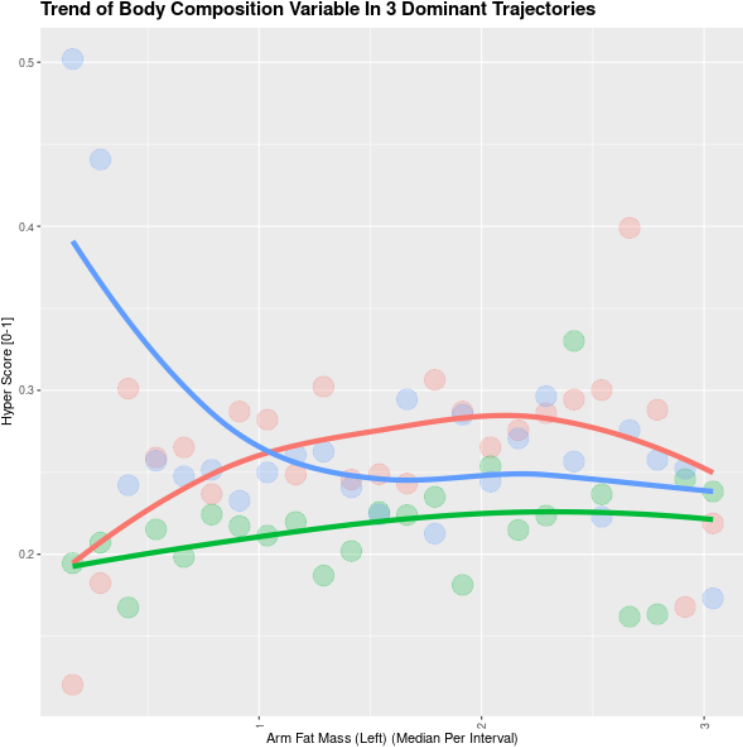 Trend of Body Composition Variable In 3 Dominant Trajectories
Hyper Score [0-1]
0.5
0.4
0.3
0.2
1
2
3
Arm Fat Mass (Left) (Median Per Interval)